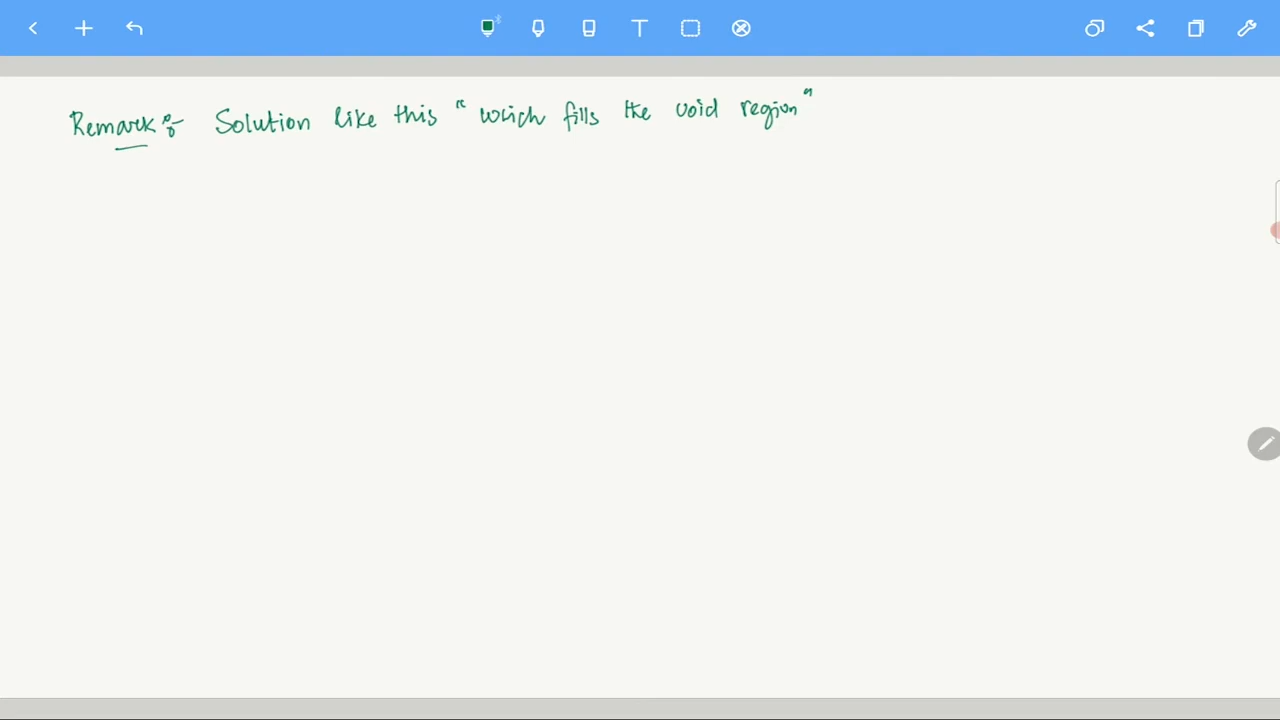 Remark :- Solution like this "which fills the void region"